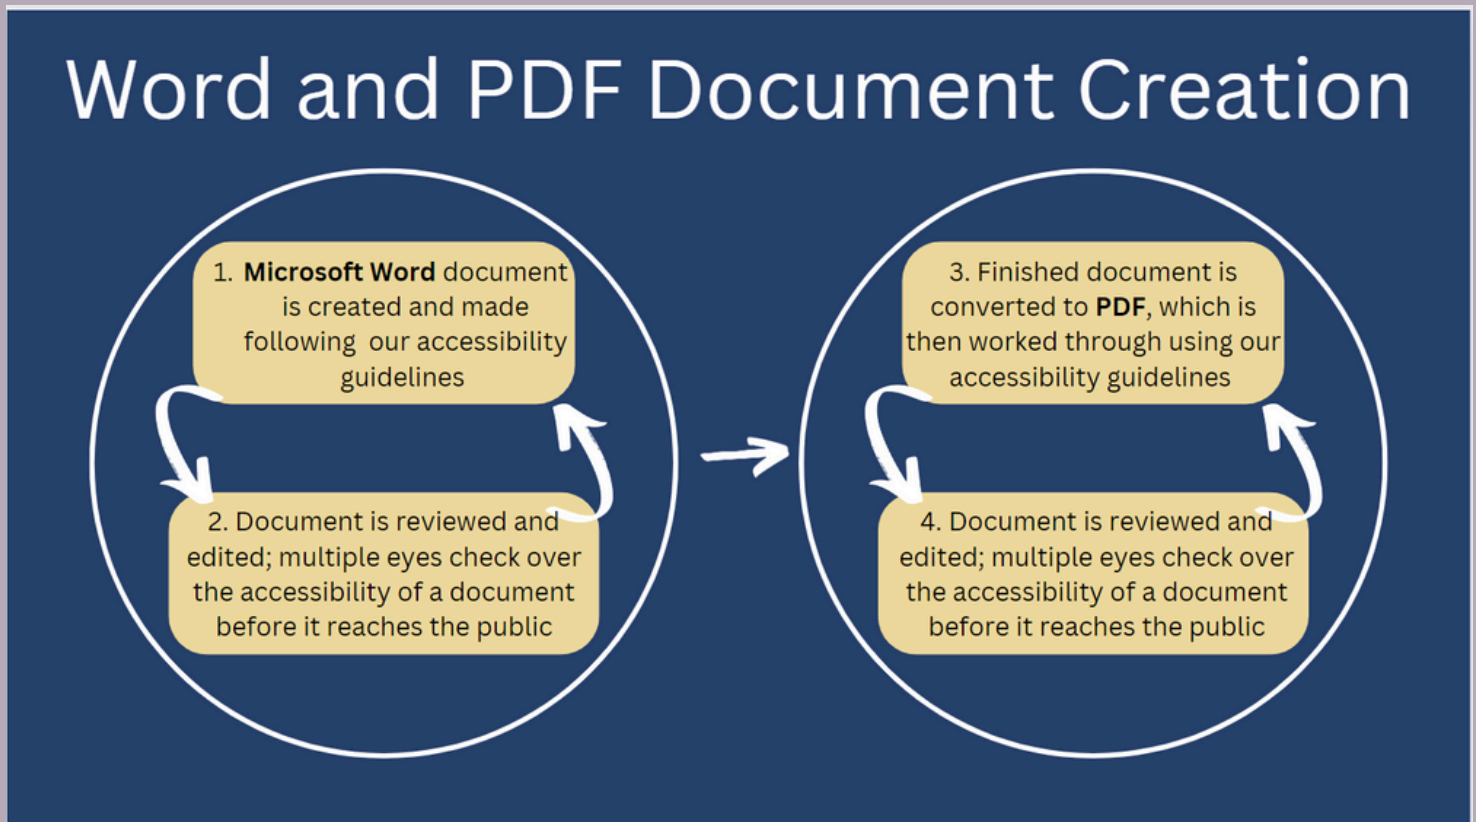 Word and PDF Document Creation
1. Microsoft Word document
is created and made
following  our accessibility
guidelines
2. Document is reviewed and
edited; multiple eyes check over
the accessibility of a document
before it reaches the public
3. Finished document is
converted to PDF, which is
then worked through using our
accessibility guidelines
4. Document is reviewed and
edited; multiple eyes check over
the accessibility of a document
before it reaches the public